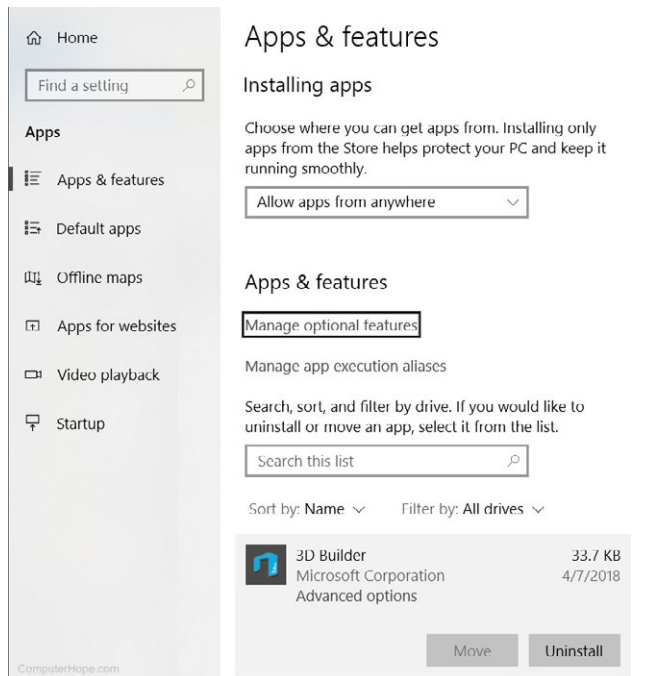 Home
Find a setting
Apps
Apps & features
Default apps
Offline maps
Apps for websites
Video playback
Startup
ComputerHope.com
Apps & features
Installing apps
Choose where you can get apps from. Installing only
apps from the Store helps protect your PC and keep it
running smoothly.
Allow apps from anywhere
Apps & features
Manage optional features
Manage app execution aliases
Search, sort, and filter by drive. If you would like to
uninstall or move an app, select it from the list.
Search this list
Sort by: Name Filter by: All drives
3D Builder 33.7 KB
Microsoft Corporation 4/7/2018
Advanced options
Move Uninstall